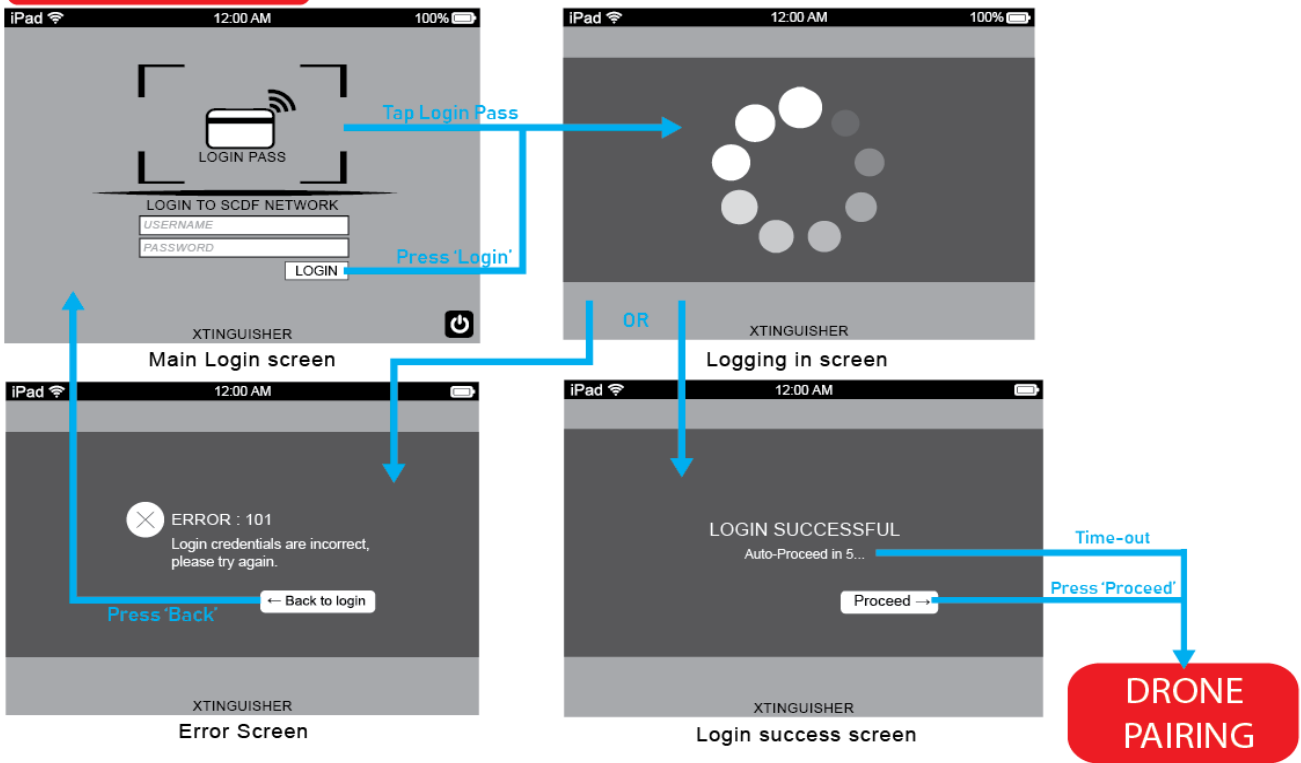 iPad 12:00 AM 100%
LOGIN PASS
LOGIN TO SCDF NETWORK
USERNAME
PASSWORD
LOGIN
XTINGUISHER
Main Login screen
Tap Login Pass
Press 'Login'
iPad 12:00 AM 100%
XTINGUISHER
Logging in screen
OR
iPad 12:00 AM
ERROR : 101
Login credentials are incorrect,
please try again.
← Back to login
Press 'Back'
XTINGUISHER
Error Screen
iPad 12:00 AM
LOGIN SUCCESSFUL
Auto-Proceed in 5...
Proceed →
XTINGUISHER
Login success screen
Time-out
Press 'Proceed'
DRONE
PAIRING